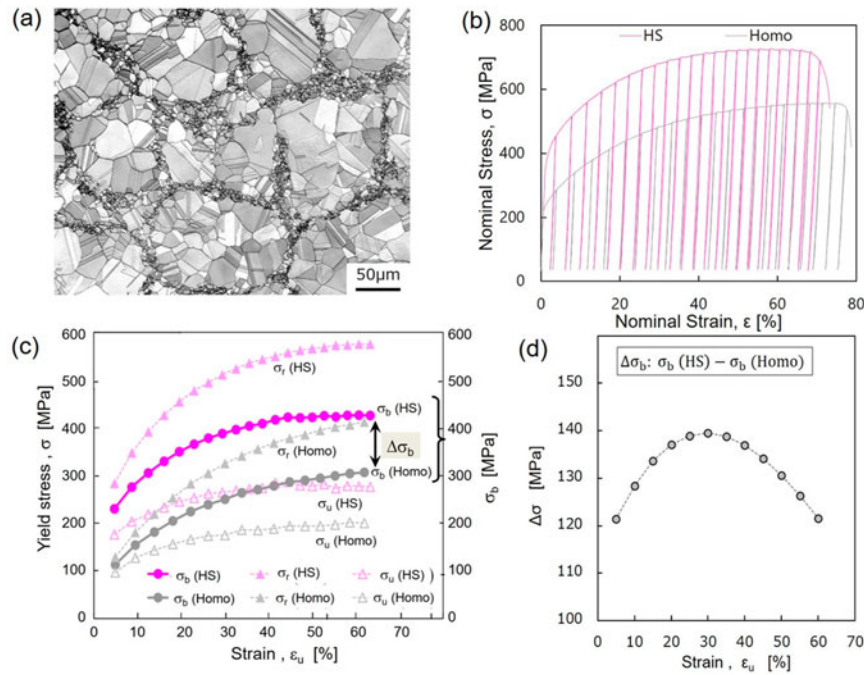 (a)
50μm
(b)
HS
Homo
800
600
400
200
0
Nominal Stress, σ [MPa]
0
20
40
60
80
Nominal Strain, ε [%]
(c)
600
500
400
300
200
100
0
Yield stress , σ [MPa]
σr (HS)
σb (HS)
σr (Homo)
Δσb
σb (Homo)
σu (HS)
σu (Homo)
σb (HS)
σr (HS)
σu (HS) )
σb (Homo)
σr (Homo)
σu (Homo)
600
500
400
300
200
100
0
σb [MPa]
0
10
20
30
40
50
60
70
Strain , εu [%]
(d)
Δσb: σb (HS) − σb (Homo)
150
140
130
120
110
100
Δσ [MPa]
0
10
20
30
40
50
60
70
Strain, εu [%]